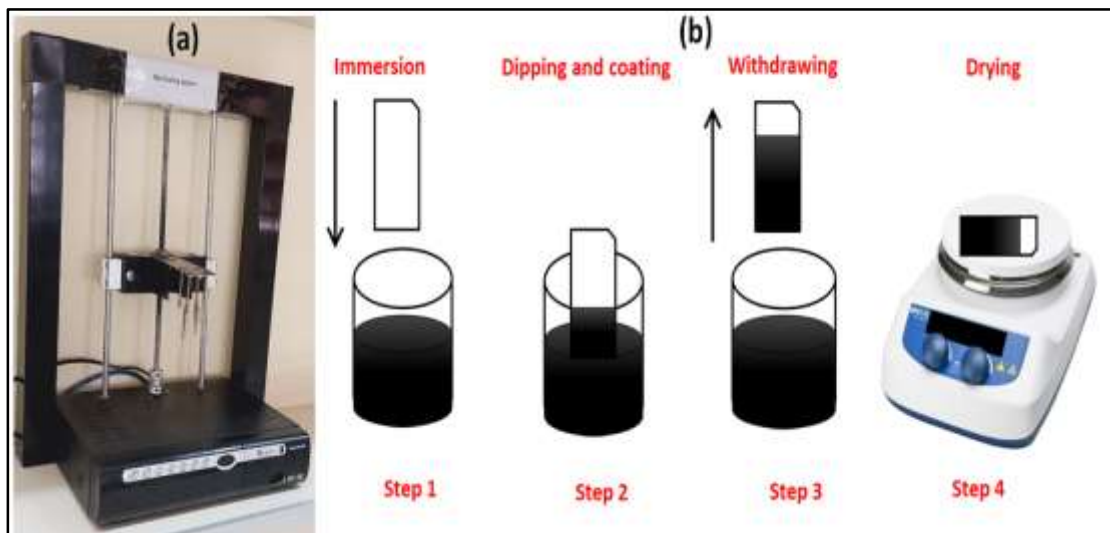 (a)
(b)
Immersion
Dipping and coating
Withdrawing
Drying
Step 1
Step 2
Step 3
Step 4